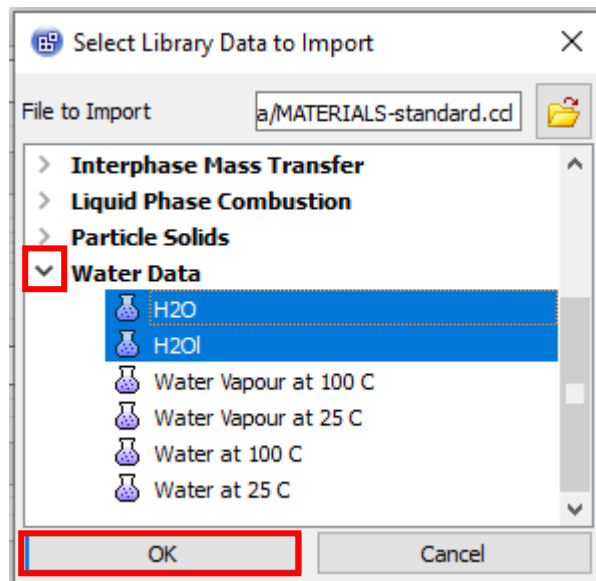 Select Library Data to Import
File to Import a/MATERIALS-standard.ccl
Interphase Mass Transfer
Liquid Phase Combustion
Particle Solids
Water Data
H2O
H2Ol
Water Vapour at 100 C
Water Vapour at 25 C
Water at 100 C
Water at 25 C
OK Cancel